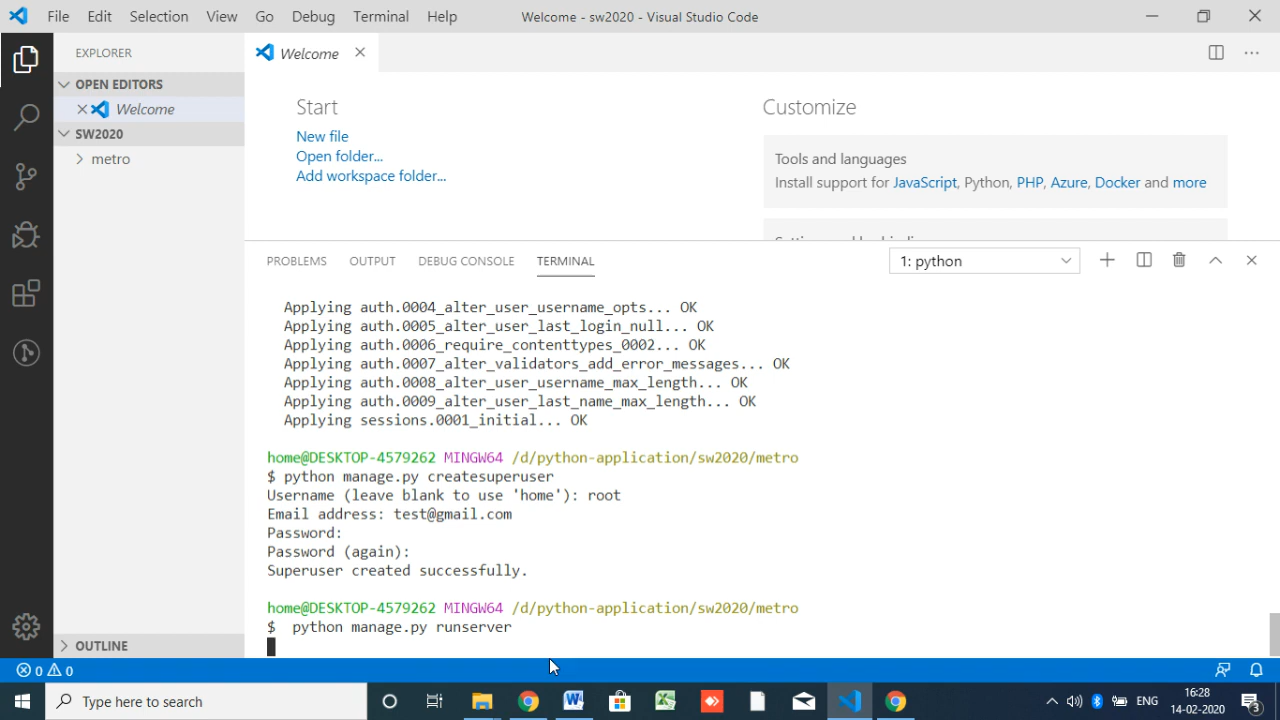 File Edit Selection View Go Debug Terminal Help Welcome - sw2020 - Visual Studio Code
EXPLORER
OPEN EDITORS
Welcome
SW2020
metro
OUTLINE
Welcome
Start
New file
Open folder...
Add workspace folder...
Customize
Tools and languages
Install support for JavaScript, Python, PHP, Azure, Docker and more
PROBLEMS OUTPUT DEBUG CONSOLE TERMINAL 1: python
Applying auth.0004_alter_user_username_opts... OK
Applying auth.0005_alter_user_last_login_null... OK
Applying auth.0006_require_contenttypes_0002... OK
Applying auth.0007_alter_validators_add_error_messages... OK
Applying auth.0008_alter_user_username_max_length... OK
Applying auth.0009_alter_user_last_name_max_length... OK
Applying sessions.0001_initial... OK
home@DESKTOP-4579262 MINGW64 /d/python-application/sw2020/metro
$ python manage.py createsuperuser
Username (leave blank to use 'home'): root
Email address: test@gmail.com
Password:
Password (again):
Superuser created successfully.
home@DESKTOP-4579262 MINGW64 /d/python-application/sw2020/metro
$ python manage.py runserver
0 0
Type here to search
ENG
16:28
14-02-2020
3